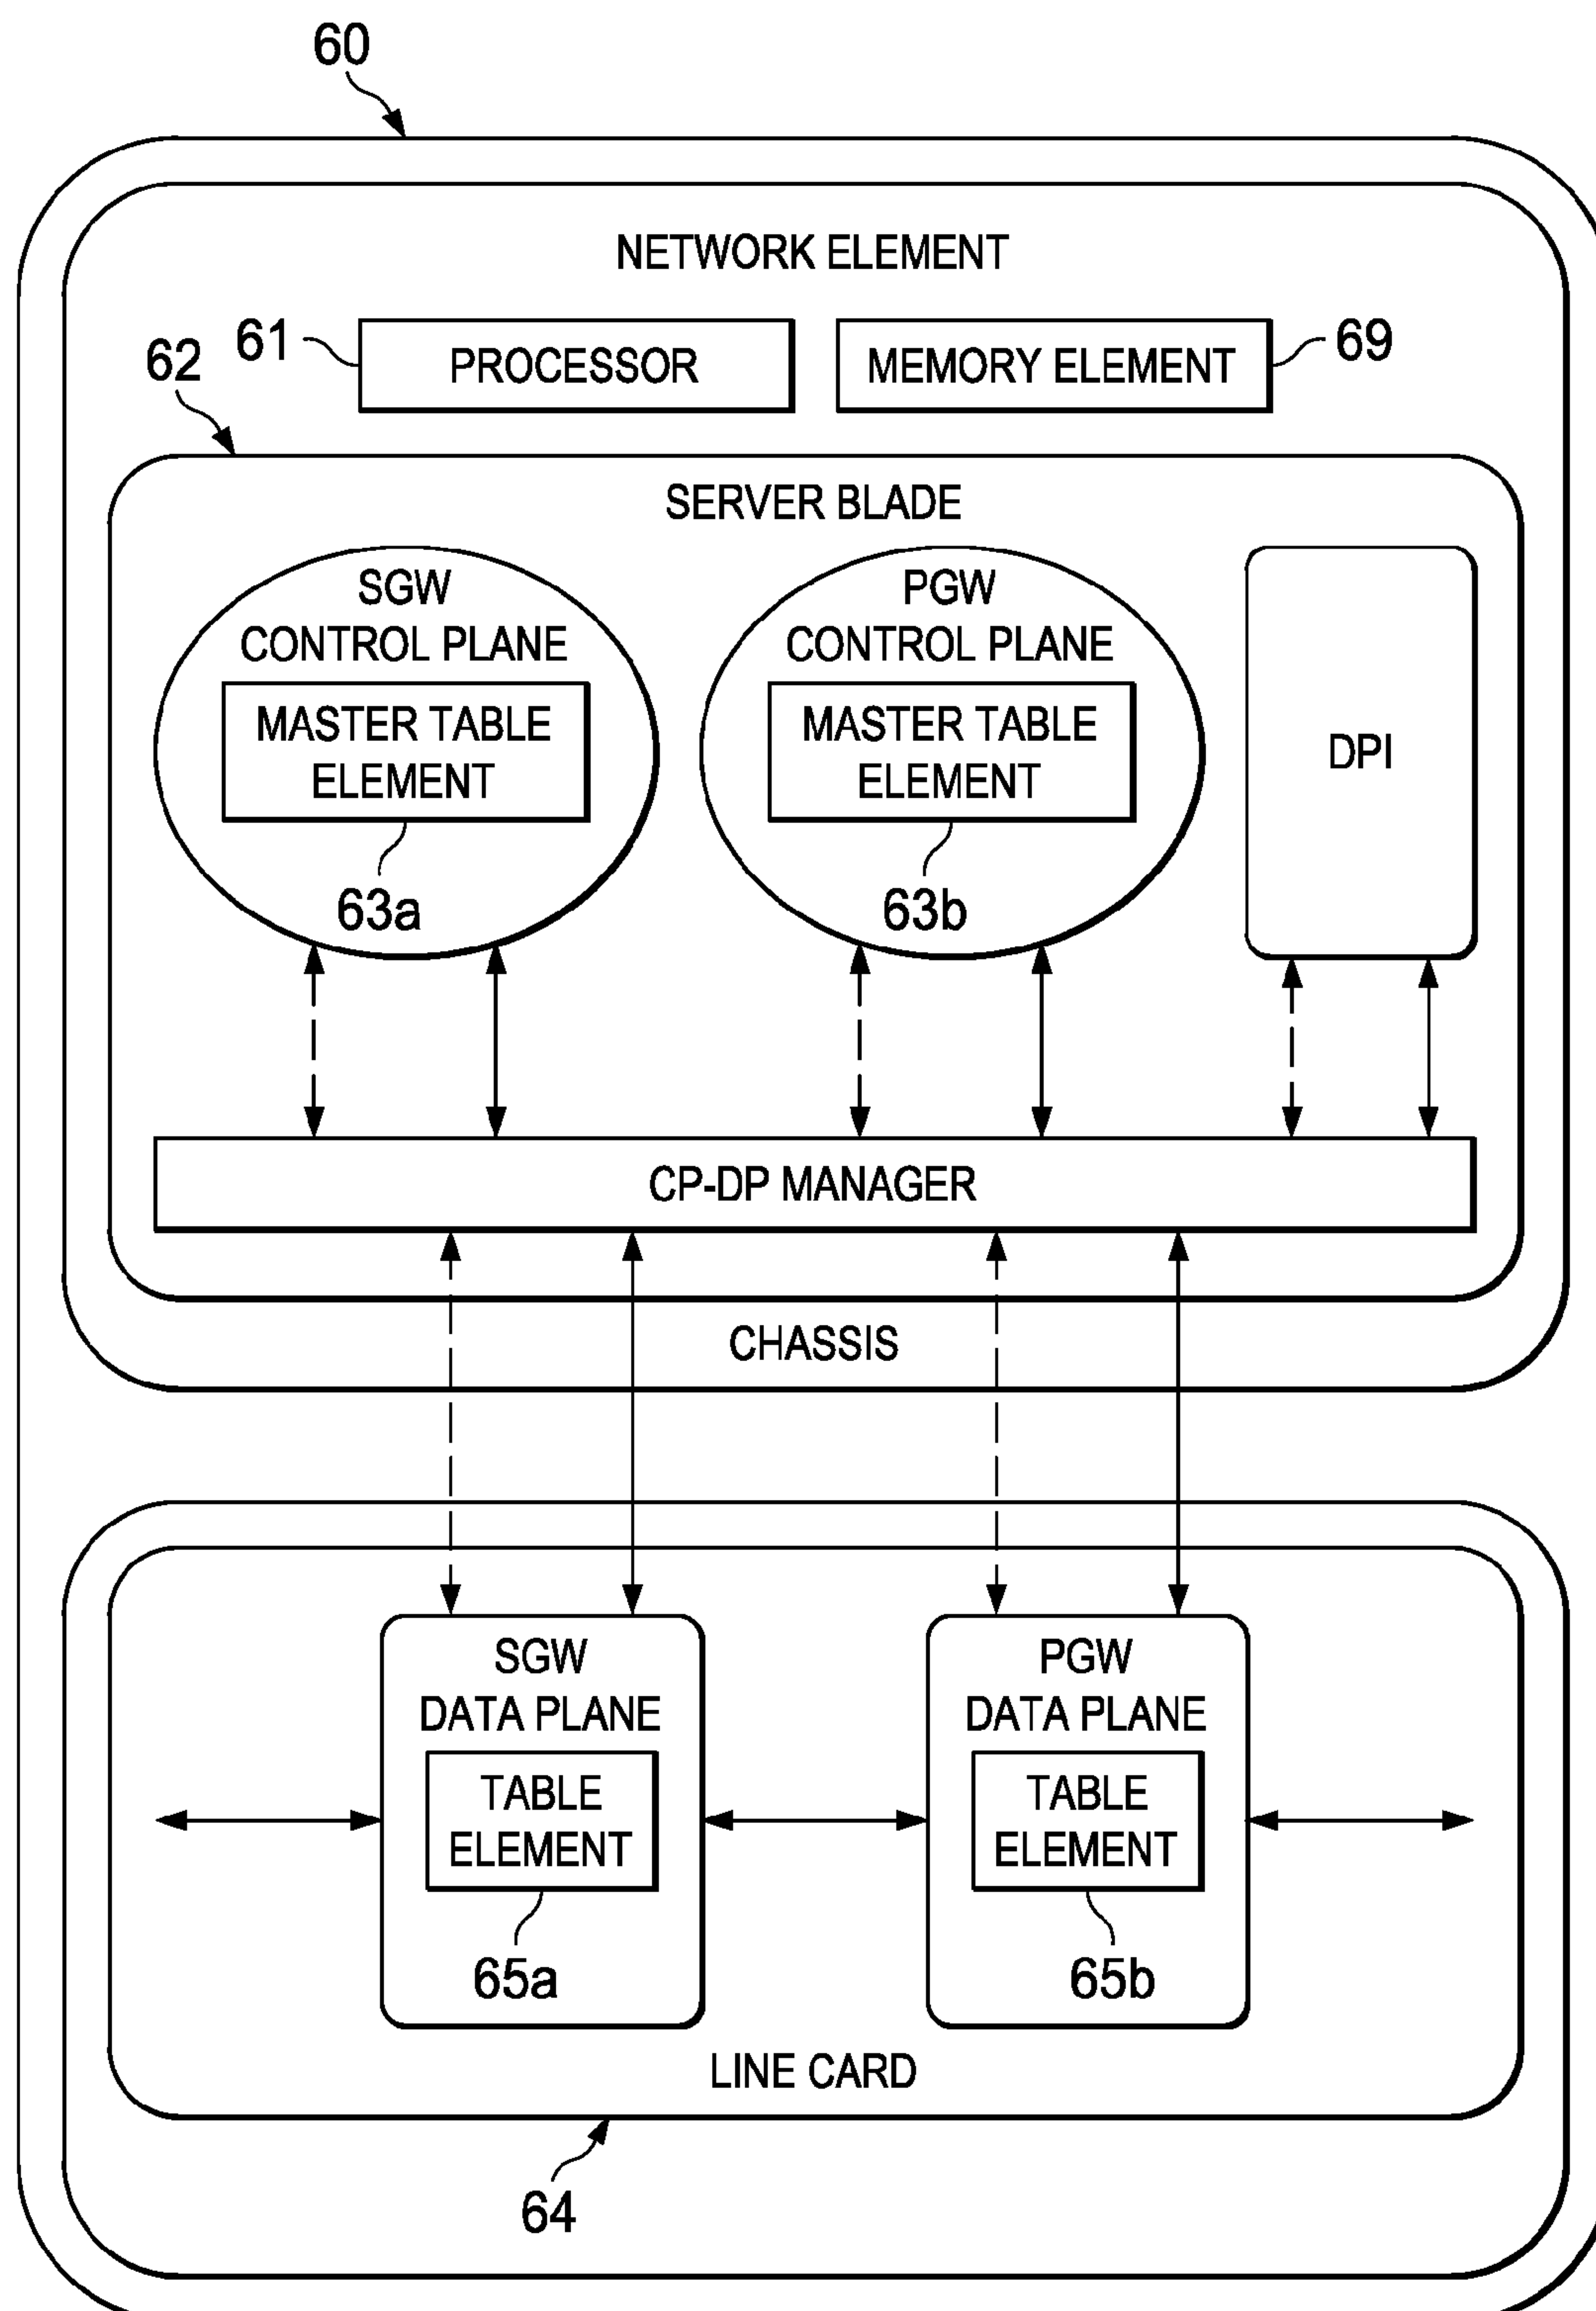 60
NETWORK ELEMENT
61
PROCESSOR
MEMORY ELEMENT
69
62
SERVER BLADE
SGW
CONTROL PLANE
MASTER TABLE
ELEMENT
63a
PGW
CONTROL PLANE
MASTER TABLE
ELEMENT
63b
DPI
CP-DP MANAGER
CHASSIS
SGW
DATA PLANE
TABLE
ELEMENT
65a
PGW
DATA PLANE
TABLE
ELEMENT
65b
LINE CARD
64